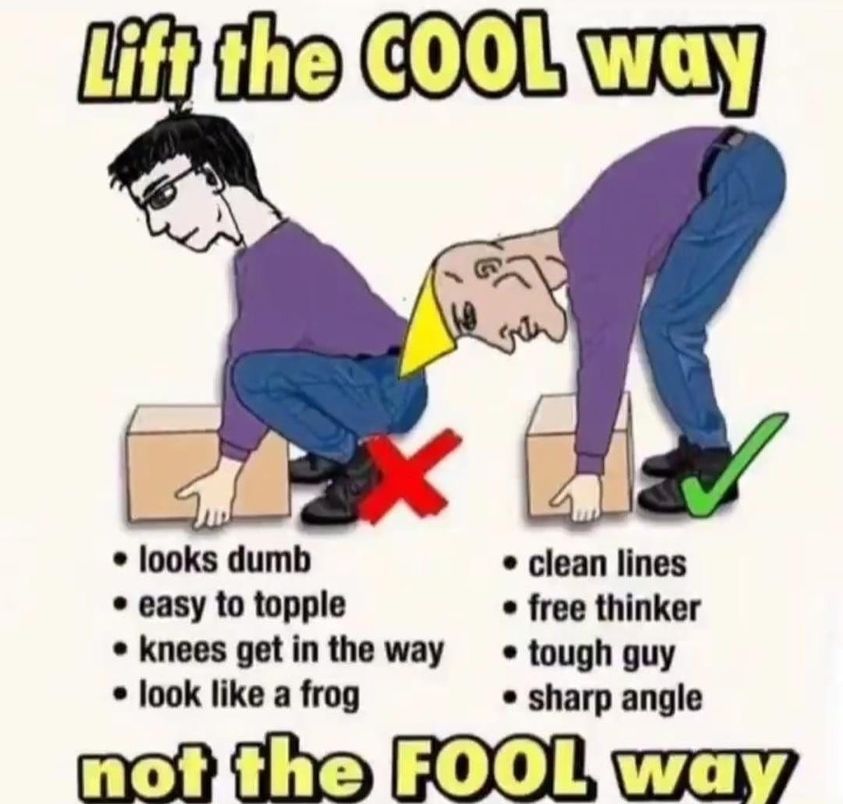 Lift the COOL way
• looks dumb
• easy to topple
• knees get in the way
• look like a frog
• clean lines
• free thinker
• tough guy
• sharp angle
not the FOOL way